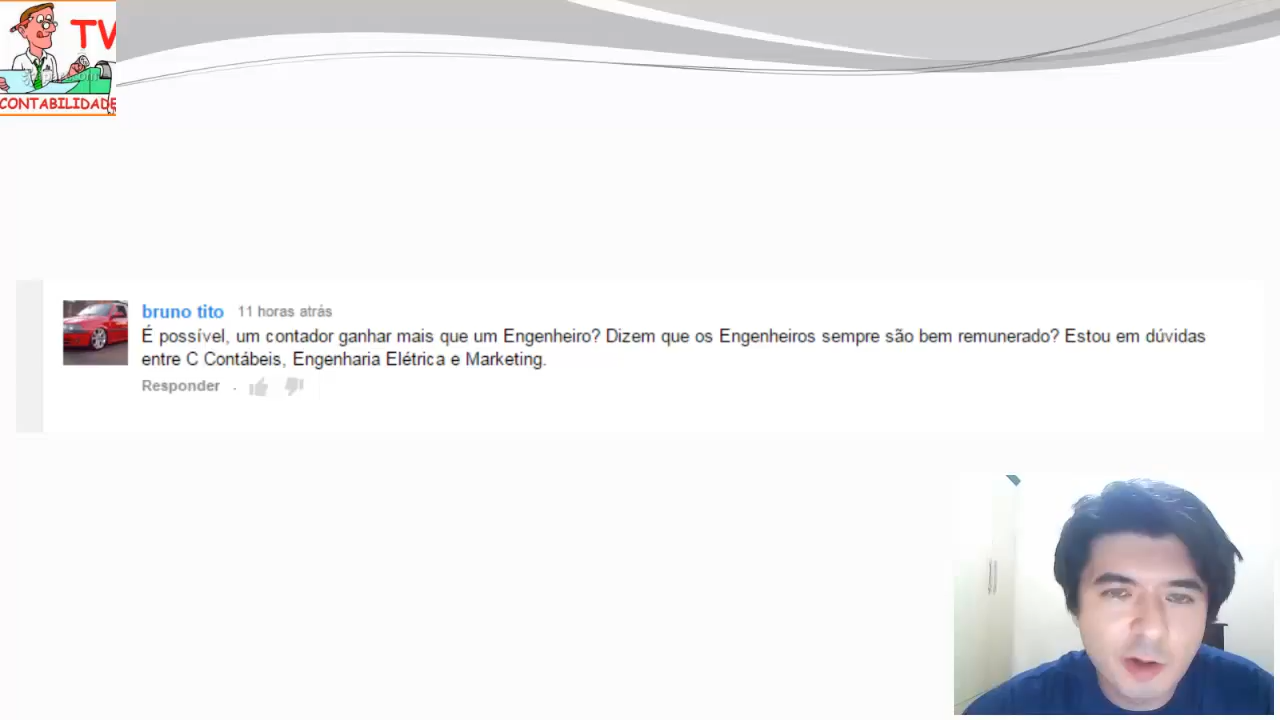 TV
CONTABILIDADE
bruno tito 11 horas atrás
É possível, um contador ganhar mais que um Engenheiro? Dizem que os Engenheiros sempre são bem remunerado? Estou em dúvidas
entre C Contábeis, Engenharia Elétrica e Marketing.
Responder .